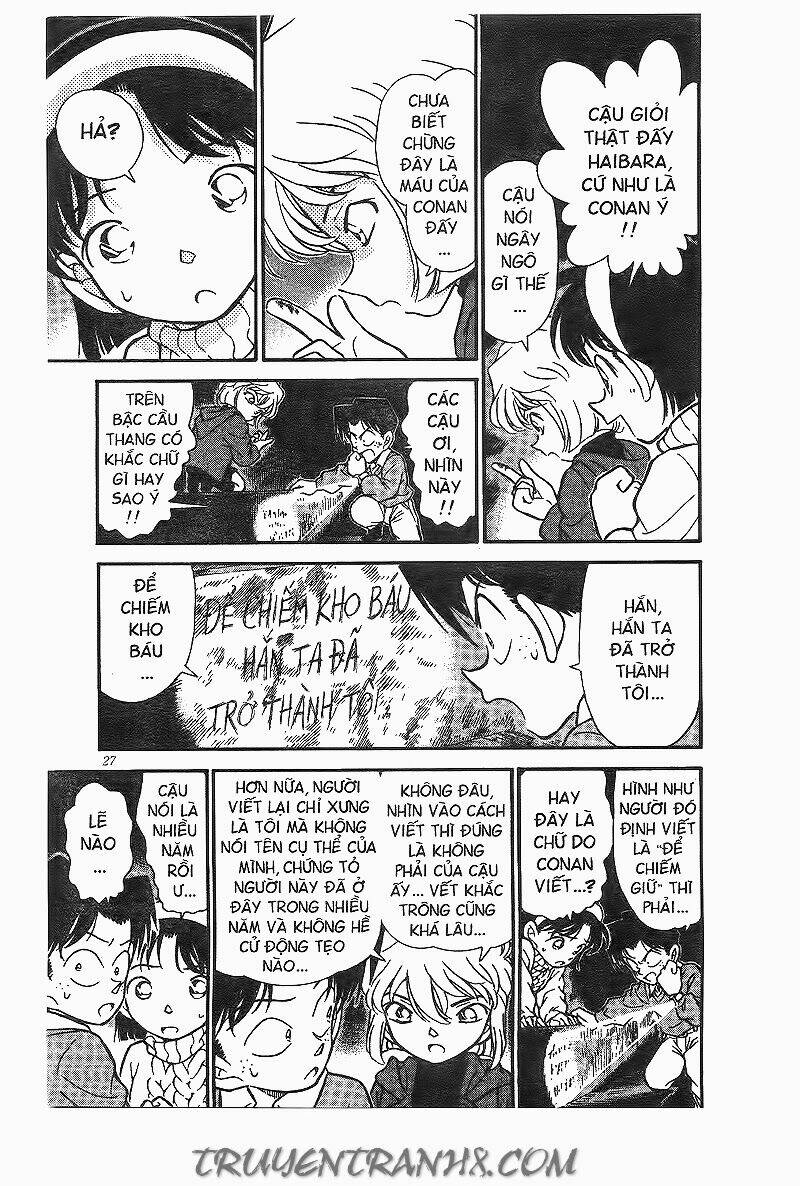 CẬU GIỎI
THẬT ĐẤY
HAIBARA,
CỨ NHƯ LÀ
CONAN Ý
!!
CẬU
NÓI
NGÂY
NGÔ
GÌ THẾ
...
CHƯA
BIẾT
CHỪNG
ĐÂY LÀ
MÁU CỦA
CONAN
ĐẤY
...
HẢ?
CÁC
CẬU
ƠI,
NHÌN
NÀY
!!
TRÊN
BẬC CẦU
THANG CÓ
KHẮC CHỮ
GÌ HAY
SAO Ý
!!
HẮN,
HẮN TA
ĐÃ TRỞ
THÀNH
TÔI...
ĐỂ CHIẾM KHO BÁU
HẮN TA ĐÃ
TRỞ THÀNH TÔI...
ĐỂ
CHIẾM
KHO
BÁU
...
27
HÌNH NHƯ
NGƯỜI ĐÓ
ĐỊNH VIẾT
LÀ "ĐỂ
CHIẾM
GIỮ" THÌ
PHẢI...
HAY
ĐÂY LÀ
CHỮ DO
CONAN
VIẾT...?
KHÔNG ĐÂU,
NHÌN VÀO CÁCH
VIẾT THÌ ĐÚNG
LÀ KHÔNG
PHẢI CỦA CẬU
ẤY... VẾT KHẮC
TRÔNG CŨNG
KHÁ LÂU...
HƠN NỮA, NGƯỜI
VIẾT LẠI CHỈ XƯNG
LÀ TÔI MÀ KHÔNG
NÓI TÊN CỤ THỂ CỦA
MÌNH, CHỨNG TỎ
NGƯỜI NÀY ĐÃ Ở
ĐÂY TRONG NHIỀU
NĂM VÀ KHÔNG HỀ
CỬ ĐỘNG TẸO
NÀO...
CẬU
NÓI LÀ
NHIỀU
NĂM
RỒI
Ư...
LẼ
NÀO
...
TRUYENTRANH8.COM